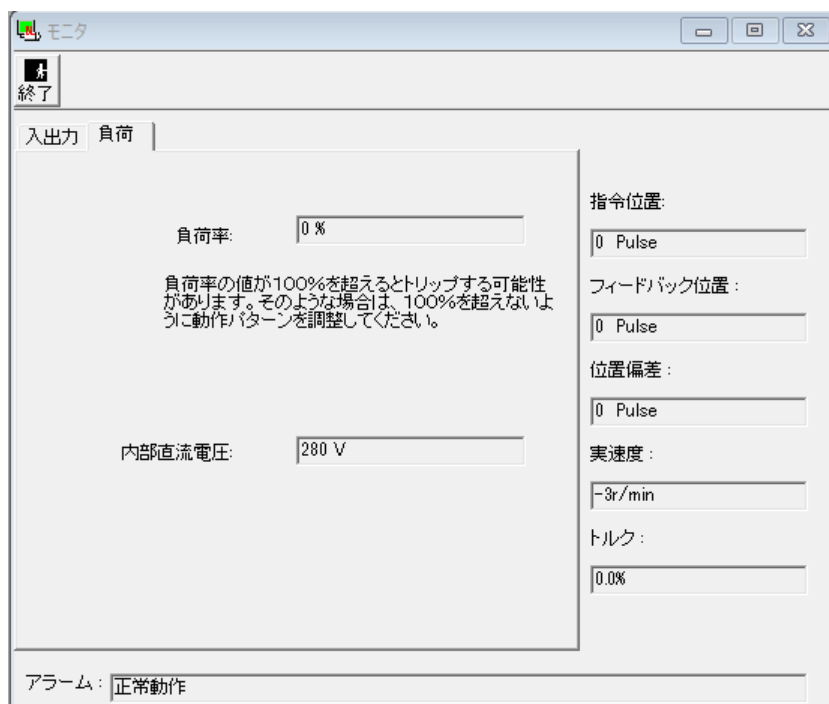 モニタ
終了
入出力 負荷
負荷率: 0 %
負荷率の値が100%を超えるとトリップする可能性
があります。そのような場合は、100%を超えないよ
うに動作パターンを調整してください。
内部直流電圧: 280 V
指令位置:
0 Pulse
フィードバック位置 :
0 Pulse
位置偏差 :
0 Pulse
実速度 :
-3r/min
トルク :
0.0%
アラーム : 正常動作